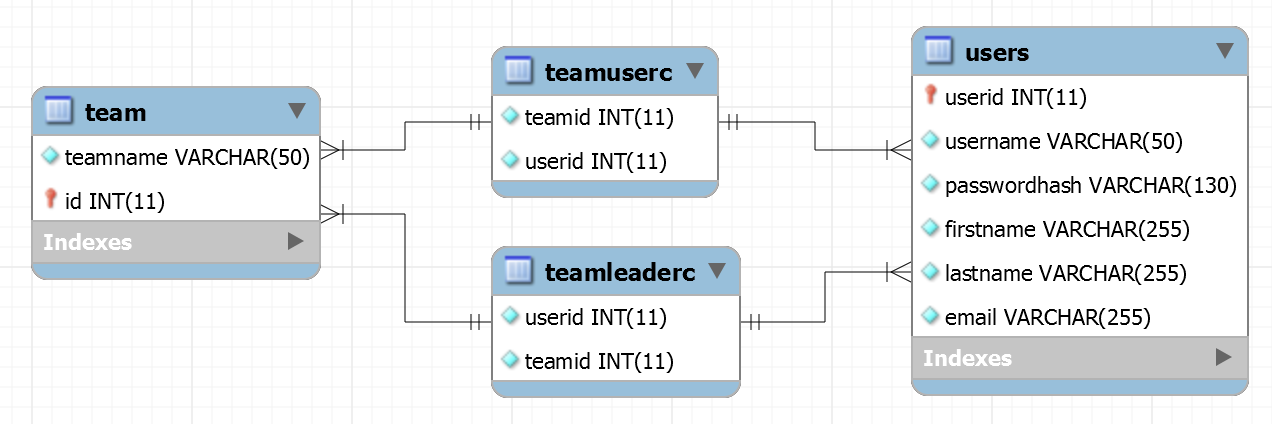 team
teamname VARCHAR(50)
id INT(11)
Indexes
teamuserc
teamid INT(11)
userid INT(11)
teamleaderc
userid INT(11)
teamid INT(11)
users
userid INT(11)
username VARCHAR(50)
passwordhash VARCHAR(130)
firstname VARCHAR(255)
lastname VARCHAR(255)
email VARCHAR(255)
Indexes